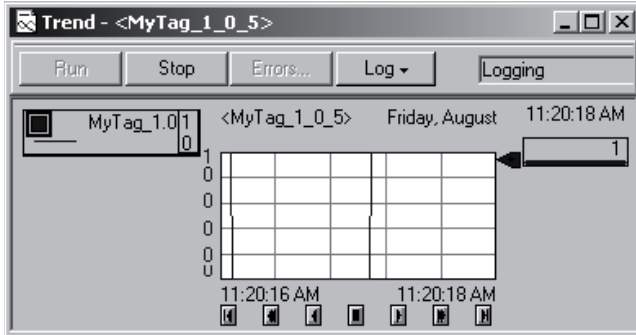 Trend - <MyTag_1_0_5>
Run Stop Errors... Log Logging
MyTag_1.0 1
0
<MyTag_1_0_5> Friday, August 11:20:18 AM
1
1
0
0
0
0
0
11:20:16 AM 11:20:18 AM